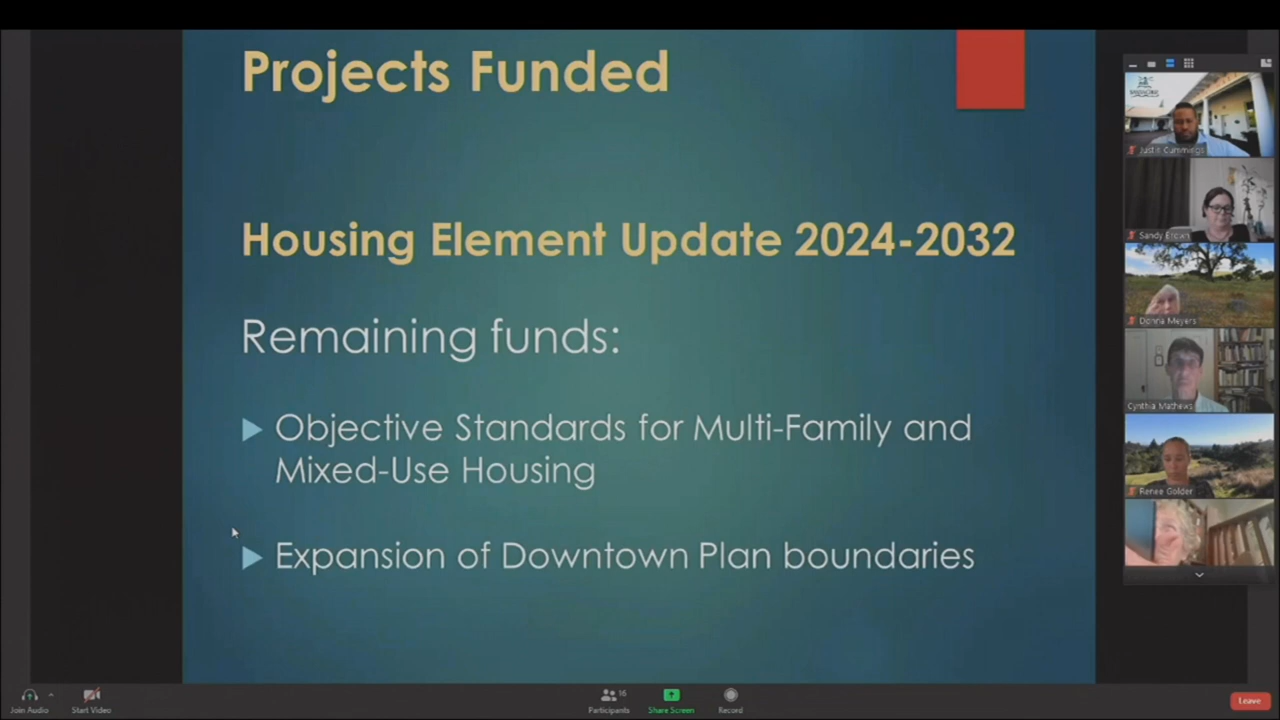 Projects Funded
Housing Element Update 2024-2032
Remaining funds:
Objective Standards for Multi-Family and
Mixed-Use Housing
Expansion of Downtown Plan boundaries
Justin Cummings
Sandy Brown
Donna Meyers
Cynthia Mathews
Renee Golder
Join Audio
Start Video
16
Participants
Share Screen
Record
Leave